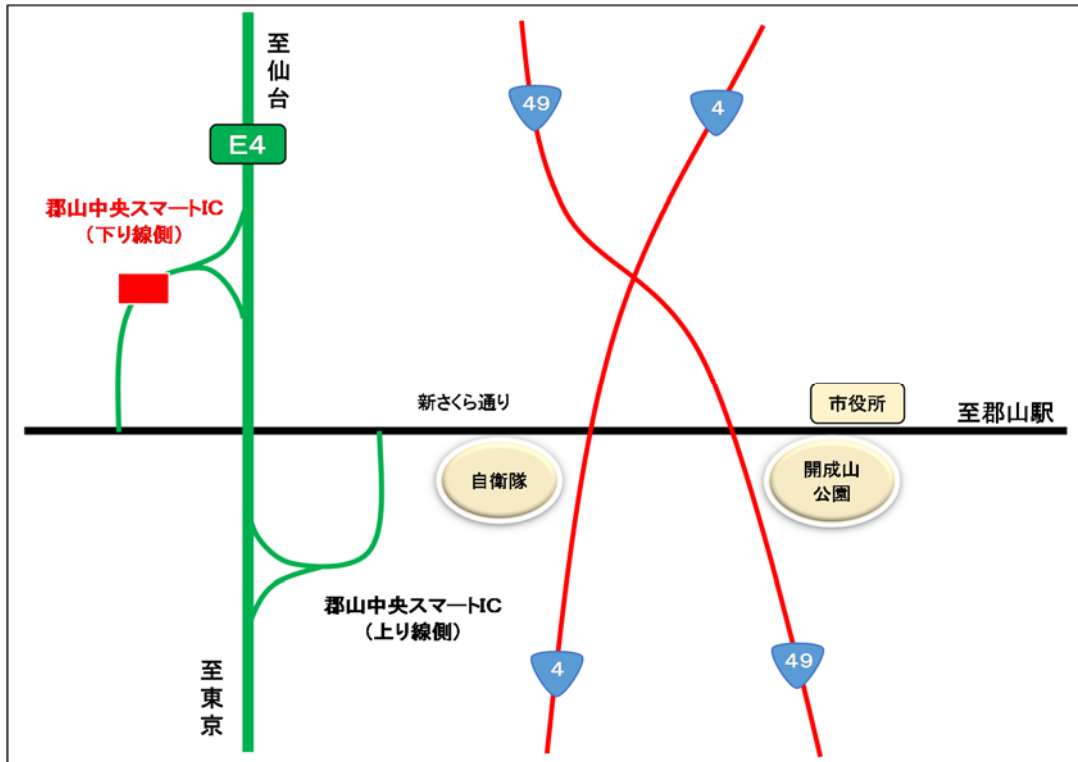 至仙台
E4
49
4
郡山中央スマートIC
（下り線側）
新さくら通り
市役所
至郡山駅
自衛隊
開成山
公園
郡山中央スマートIC
（上り線側）
4
49
至東京